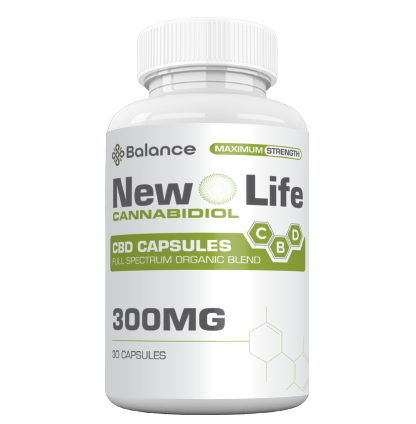 Balance
MAXIMUM STRENGTH
New Life
CANNABIDIOL
CBD CAPSULES
FULL SPECTRUM ORGANIC BLEND
C B D
300MG
30 CAPSULES